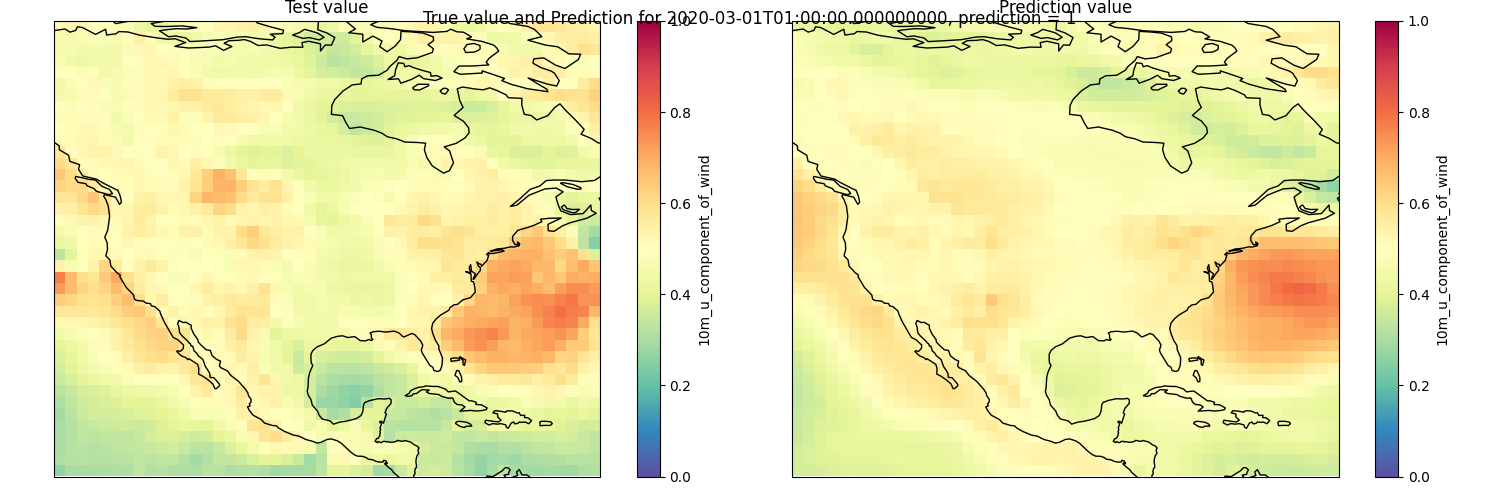 Test value
True value and Prediction for 2020-03-01T01:00:00.000000000, prediction = 1
Prediction value
1.0
0.8
0.6
0.4
0.2
0.0
10m_u_component_of_wind
1.0
0.8
0.6
0.4
0.2
0.0
10m_u_component_of_wind